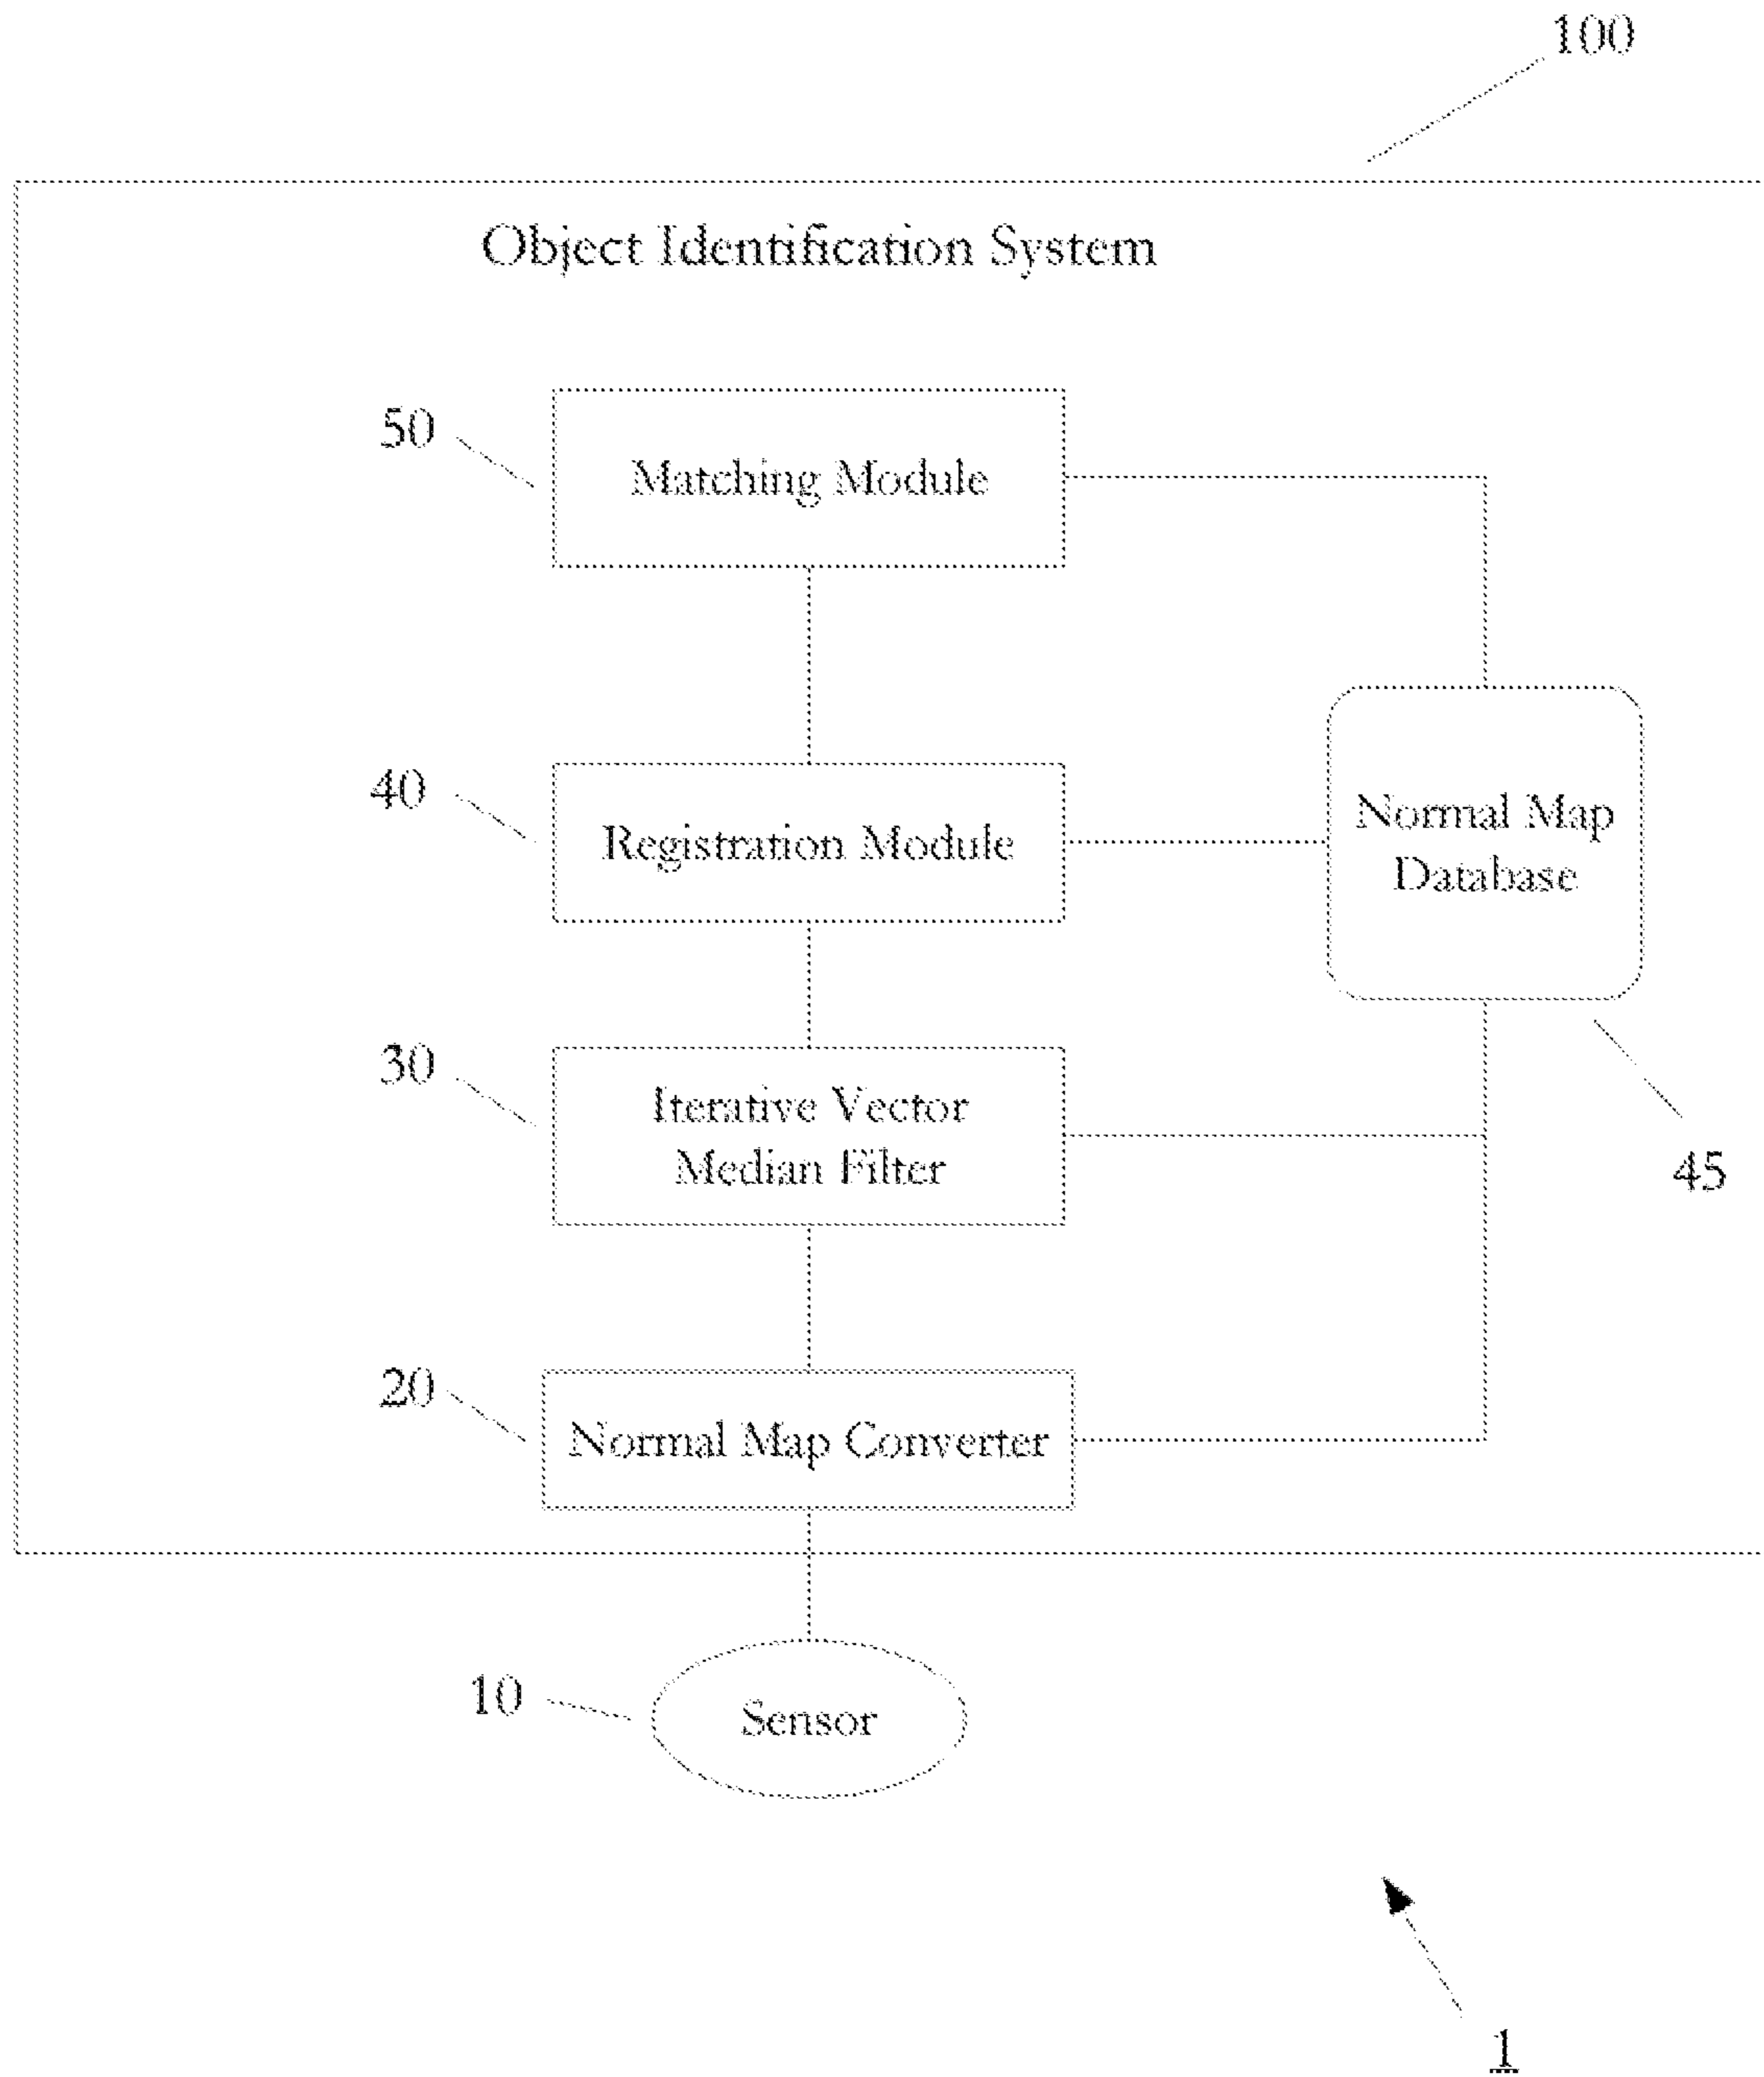 100
Object Identification System
50
Matching Module
40
Registration Module
Normal Map
Database
30
Iterative Vector
Median Filter
45
20
Normal Map Converter
10
Sensor
1